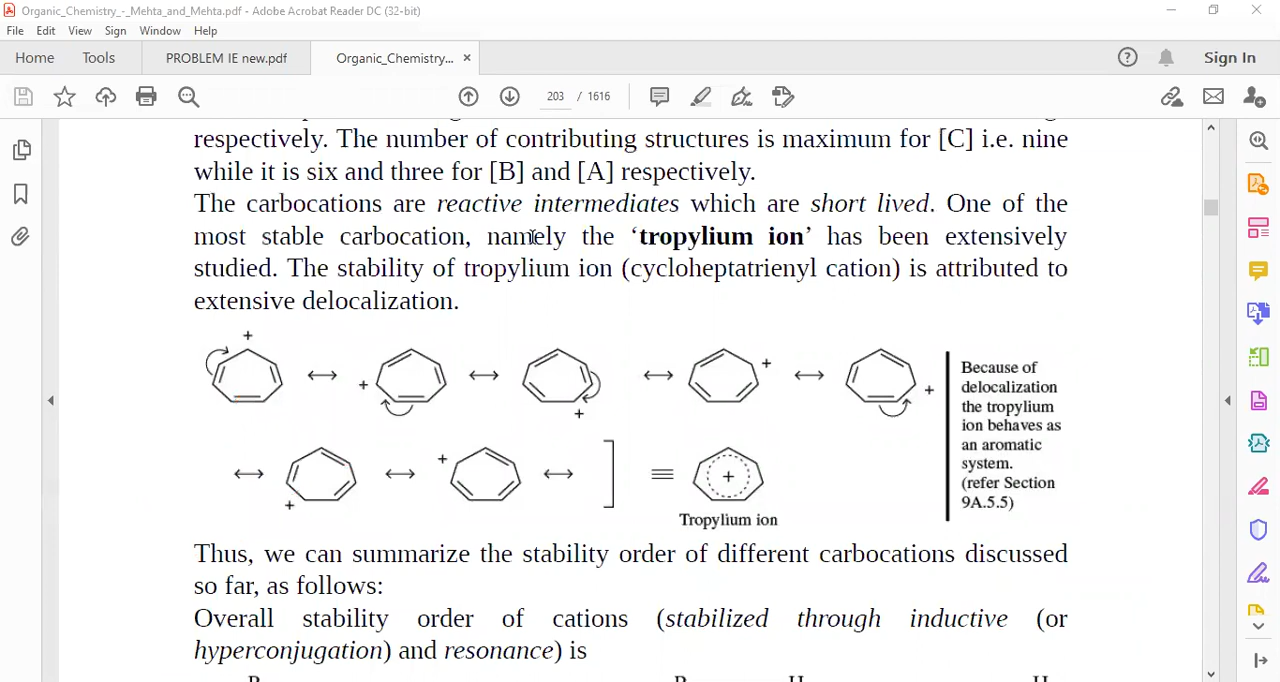 Organic_Chemistry_-_Mehta_and_Mehta.pdf - Adobe Acrobat Reader DC (32-bit)
File Edit View Sign Window Help
Home Tools PROBLEM IE new.pdf Organic_Chemistry... × Sign In
203 / 1616
respectively. The number of contributing structures is maximum for [C] i.e. nine
while it is six and three for [B] and [A] respectively.
The carbocations are reactive intermediates which are short lived. One of the
most stable carbocation, namely the ‘tropylium ion’ has been extensively
studied. The stability of tropylium ion (cycloheptatrienyl cation) is attributed to
extensive delocalization.
+
+
+
+
+
Because of
delocalization
the tropylium
ion behaves as
an aromatic
system.
(refer Section
9A.5.5)
+
+
] ≡
+
Tropylium ion
Thus, we can summarize the stability order of different carbocations discussed
so far, as follows:
Overall stability order of cations (stabilized through inductive (or
hyperconjugation) and resonance) is